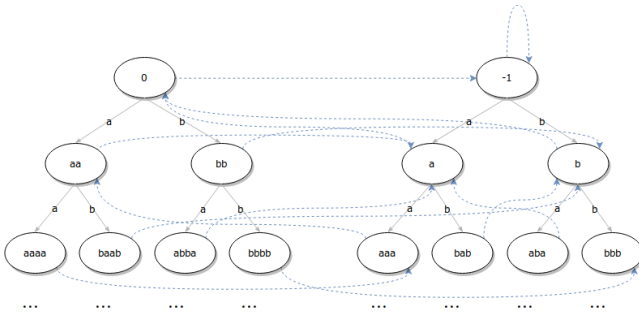 0 -1
a b a b
aa bb a b
a b a b a b a b
aaaa baab abba bbbb aaa bab aba bbb
... ... ... ... ... ... ... ...